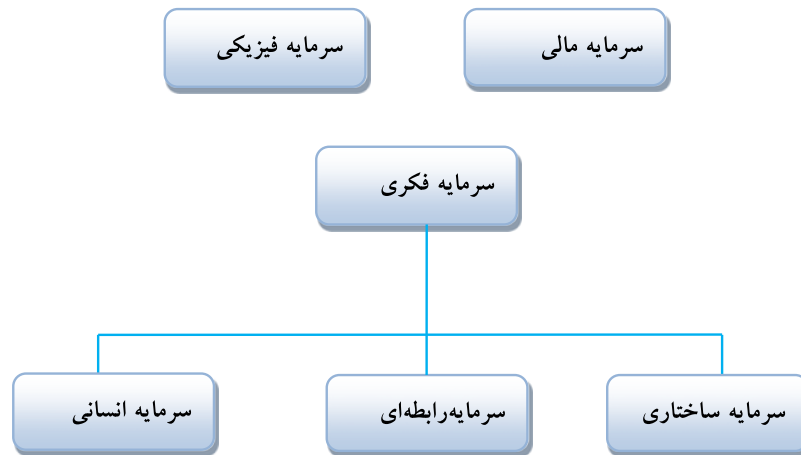 سرمایه مالی
سرمایه فیزیکی
سرمایه فکری
سرمایه ساختاری
سرمایه‌رابطه‌ای
سرمایه انسانی